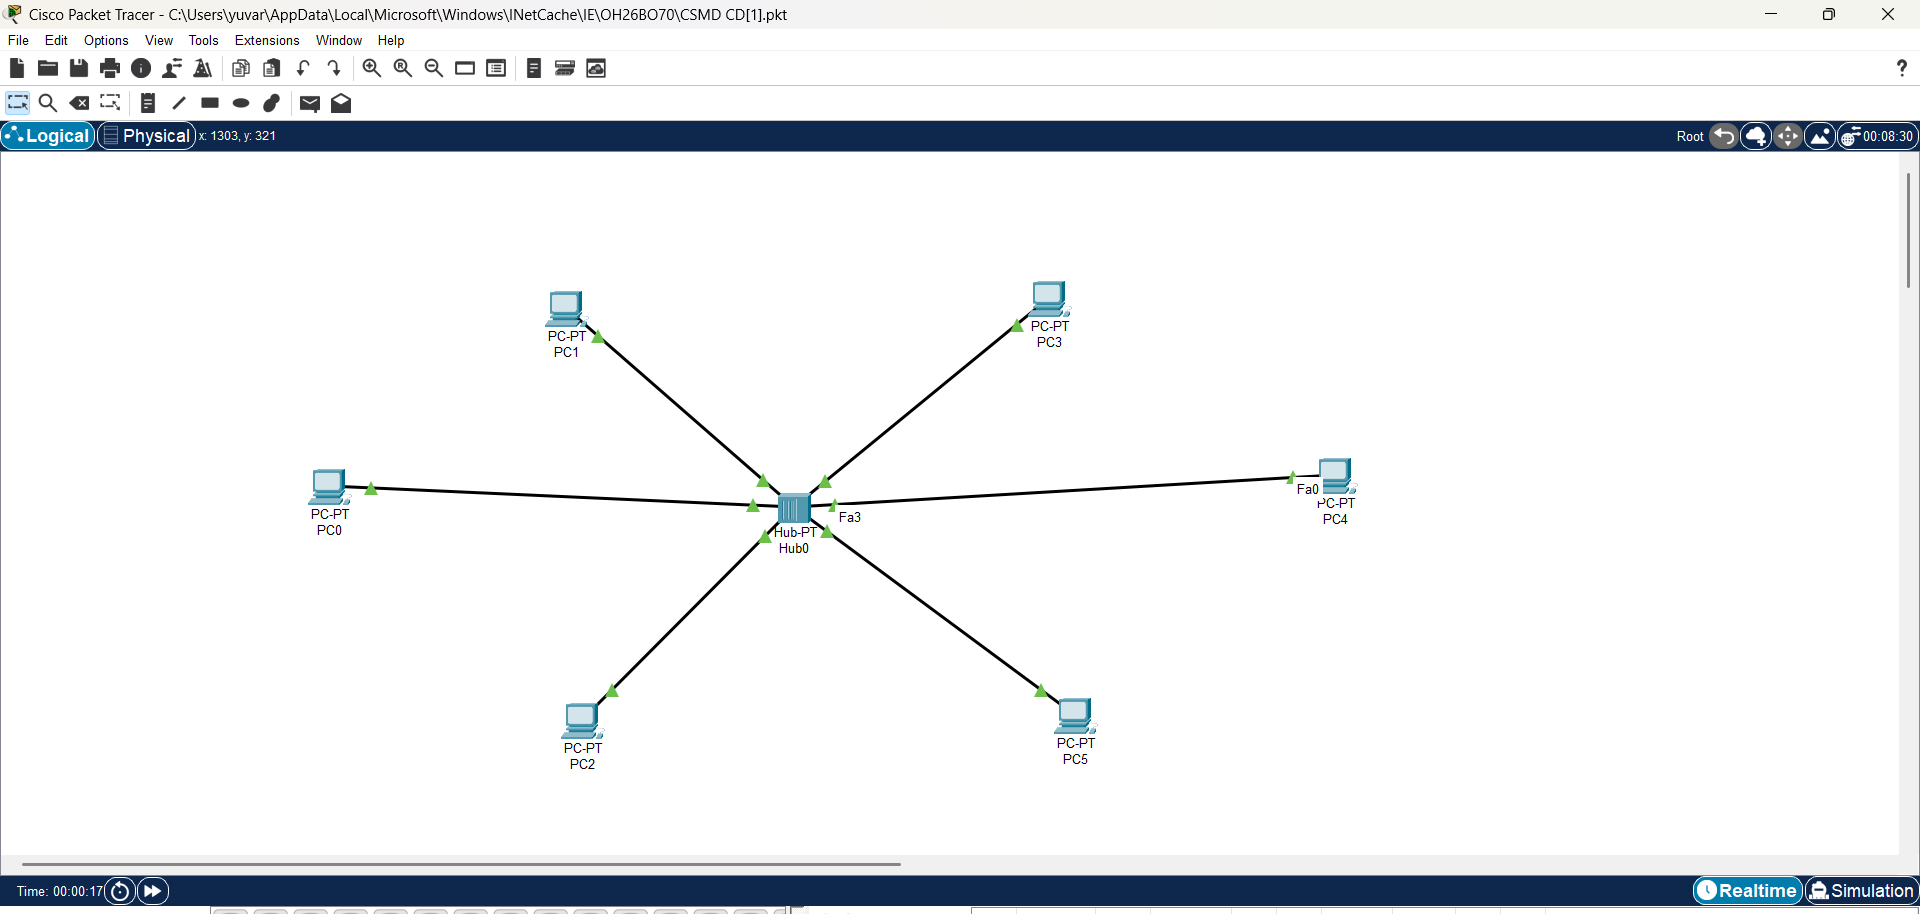 Cisco Packet Tracer - C:\Users\yuvar\AppData\Local\Microsoft\Windows\INetCache\IE\OH26BO70\CSMD CD[1].pkt
File Edit Options View Tools Extensions Window Help
?
Logical Physical x: 1303, y: 321 Root 00:08:30
PC-PT
PC1
PC-PT
PC3
PC-PT
PC0
Fa0
PC-PT
PC4
Fa3
Hub-PT
Hub0
PC-PT
PC2
PC-PT
PC5
Time: 00:00:17 Realtime Simulation